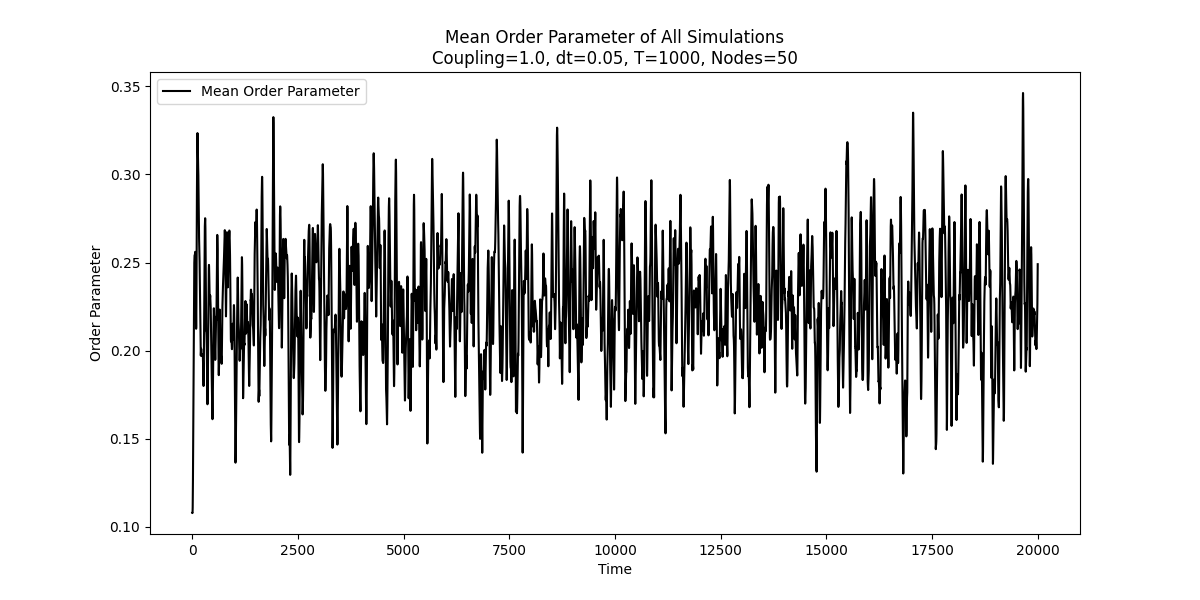 Mean Order Parameter of All Simulations
Coupling=1.0, dt=0.05, T=1000, Nodes=50
Mean Order Parameter
0.35
0.30
0.25
0.20
0.15
0.10
Order Parameter
0 2500 5000 7500 10000 12500 15000 17500 20000
Time